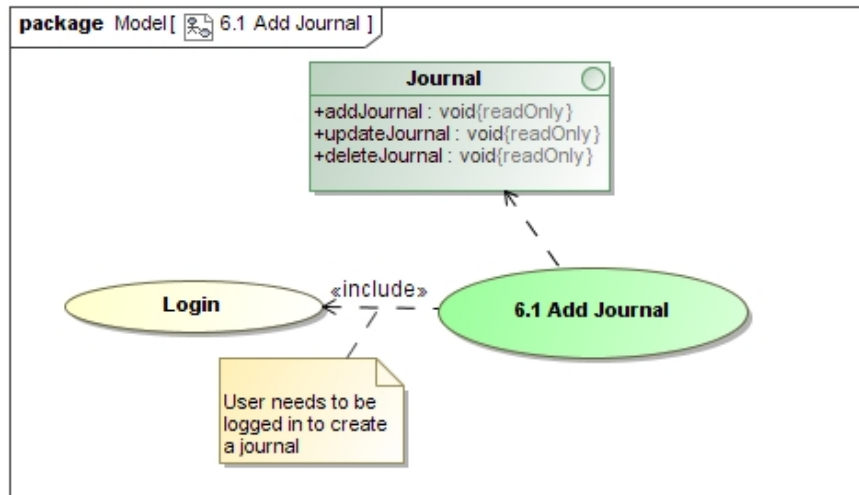 package Model[ 6.1 Add Journal ]
Journal
+addJournal : void{readOnly}
+updateJournal : void{readOnly}
+deleteJournal : void{readOnly}
«include»
Login
6.1 Add Journal
User needs to be
logged in to create
a journal